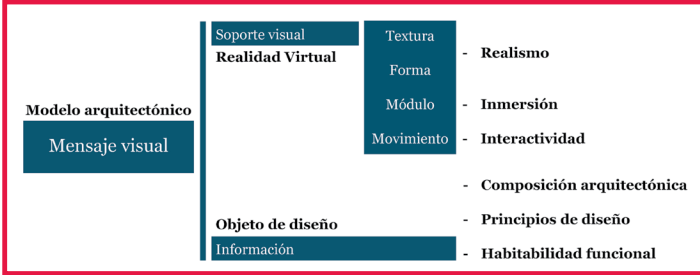 Soporte visual
Realidad Virtual
Textura
Forma
Módulo
Movimiento
- Realismo
- Inmersión
- Interactividad
Modelo arquitectónico
Mensaje visual
- Composición arquitectónica
- Principios de diseño
- Habitabilidad funcional
Objeto de diseño
Información